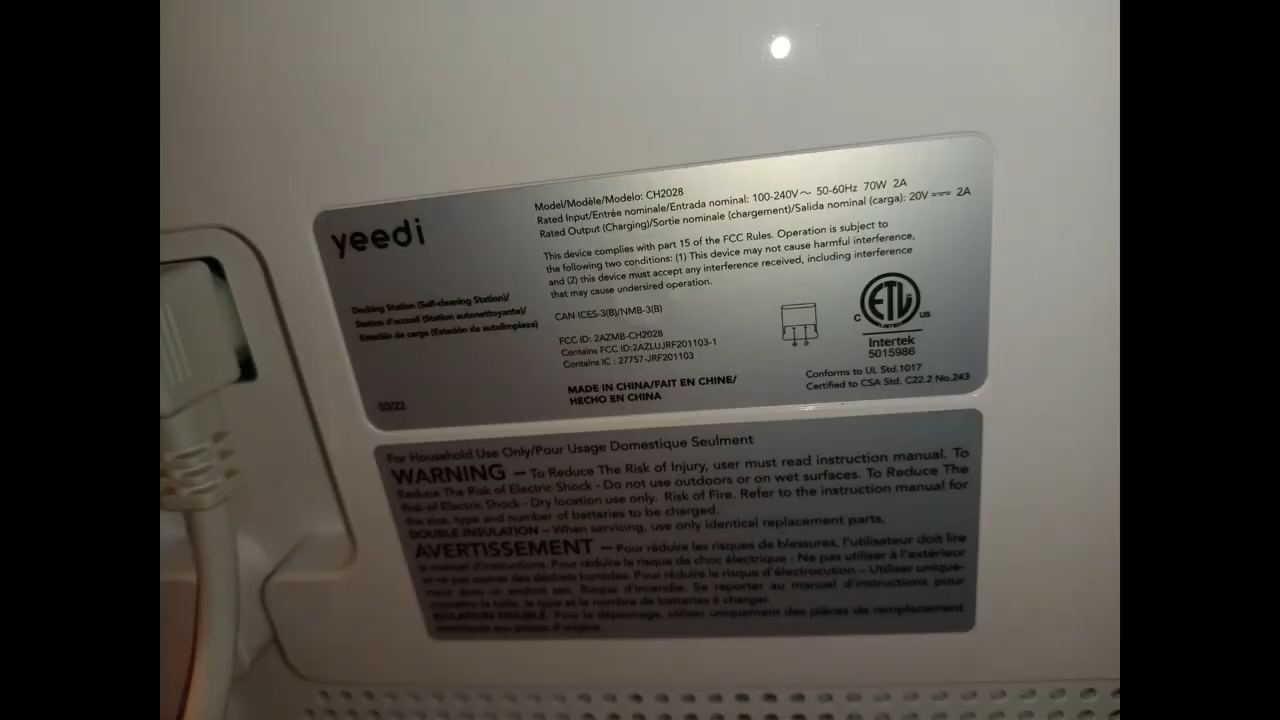 yeedi
Docking Station (Self-cleaning Station)/
Station d'accueil (Station autonettoyante)/
Estación de carga (Estación de autolimpieza)
03/22
Model/Modèle/Modelo: CH2028
Rated Input/Entrée nominale/Entrada nominal: 100-240V～ 50-60Hz 70W 2A
Rated Output (Charging)/Sortie nominale (chargement)/Salida nominal (carga): 20V⎓ 2A
This device complies with part 15 of the FCC Rules. Operation is subject to
the following two conditions: (1) This device may not cause harmful interference,
and (2) this device must accept any interference received, including interference
that may cause undersired operation.
CAN ICES-3(B)/NMB-3(B)
FCC ID: 2AZMB-CH2028
Contains FCC ID:2AZLUJRF201103-1
Contains IC : 27757-JRF201103
MADE IN CHINA/FAIT EN CHINE/
HECHO EN CHINA
ETL
C US
LISTED
Intertek
5015986
Conforms to UL Std.1017
Certified to CSA Std. C22.2 No.243
For Household Use Only/Pour Usage Domestique Seulment
WARNING – To Reduce The Risk of Injury, user must read instruction manual. To
Reduce The Risk of Electric Shock - Do not use outdoors or on wet surfaces. To Reduce The
Risk of Electric Shock - Dry location use only. Risk of Fire. Refer to the instruction manual for
the size, type and number of batteries to be charged.
DOUBLE INSULATION – When servicing, use only identical replacement parts.
AVERTISSEMENT – Pour réduire les risques de blessures, l'utilisateur doit lire
le manuel d'instructions. Pour réduire le risque de choc électrique - Ne pas utiliser à l'extérieur
et ne pas humides. Pour réduire le risque d'électrocution – Utiliser unique-
ment dans un endroit sec. Risque d'incendie. Se reporter au manuel d'instructions pour
la taille, le type et le nombre de batteries à charger.
ISOLATION DOUBLE- Pour le dépannage, utiliser uniquement des pièces de remplacement